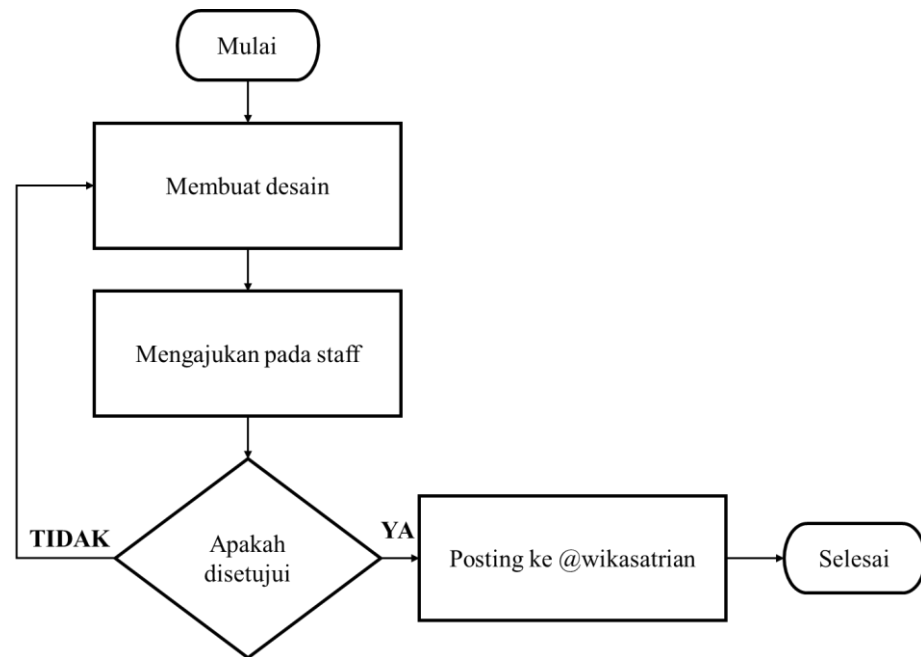 Mulai
Membuat desain
Mengajukan pada staff
TIDAK
Apakah
disetujui
YA
Posting ke @wikasatrian
Selesai